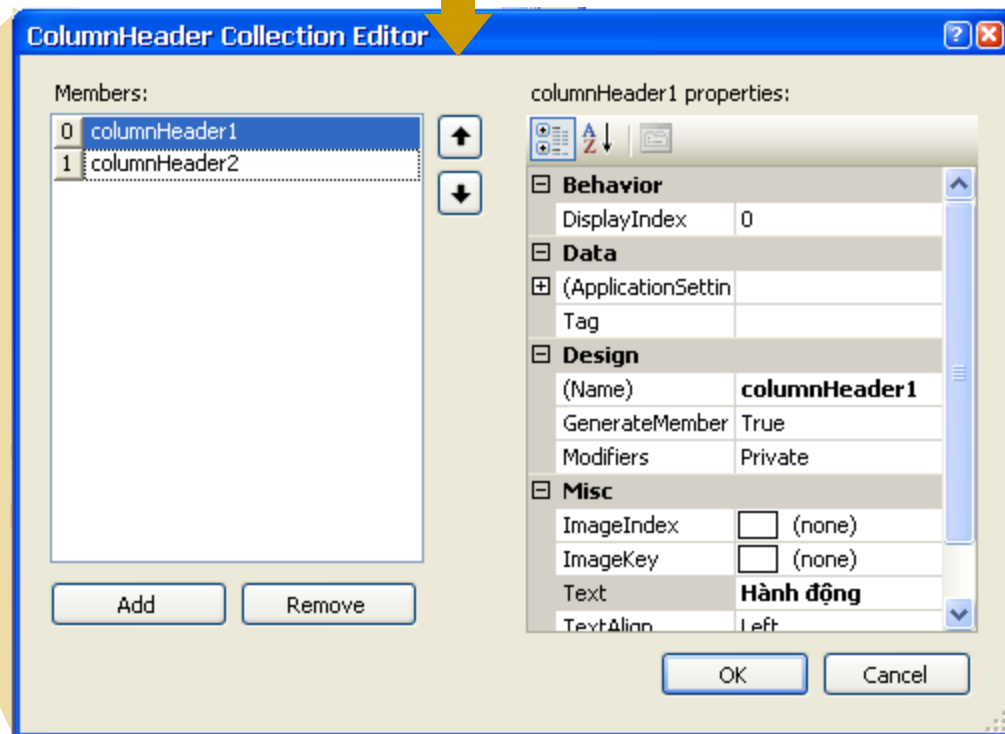 ColumnHeader Collection Editor
Members:
0 columnHeader1
1 columnHeader2
Add Remove
columnHeader1 properties:
Behavior
DisplayIndex 0
Data
(ApplicationSettin
Tag
Design
(Name) columnHeader1
GenerateMember True
Modifiers Private
Misc
ImageIndex (none)
ImageKey (none)
Text Hành động
TextAlign Left
OK Cancel